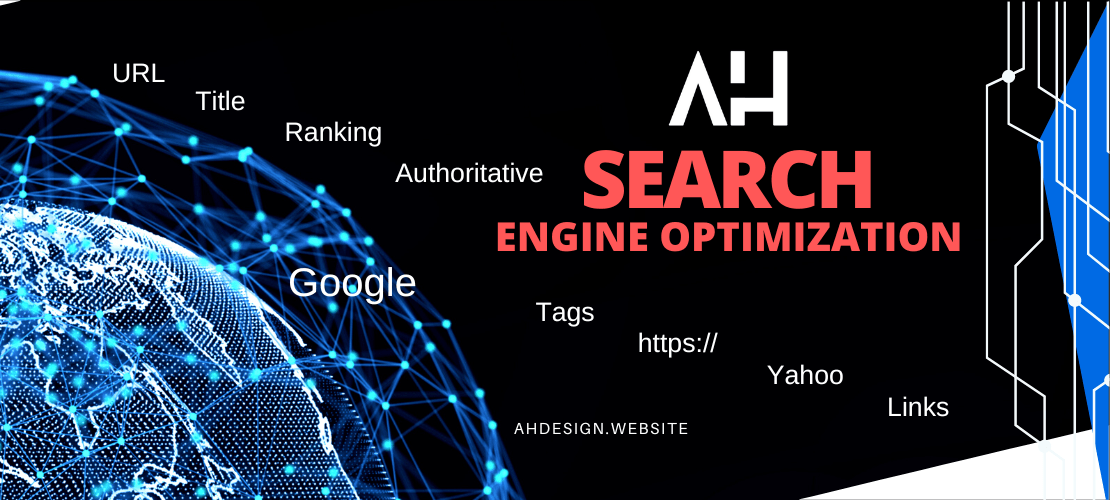 URL
Title
Ranking
Authoritative
AH
SEARCH
ENGINE OPTIMIZATION
Google
Tags
https://
Yahoo
Links
AHDESIGN.WEBSITE